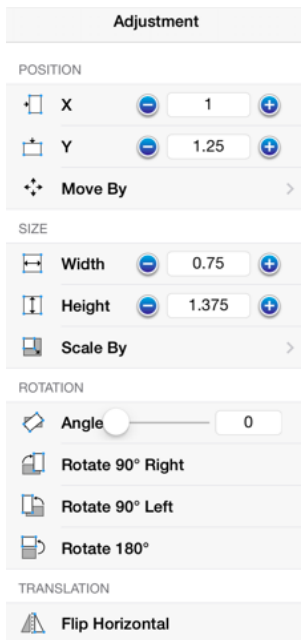 Adjustment
POSITION
X 1
Y 1.25
Move By
SIZE
Width 0.75
Height 1.375
Scale By
ROTATION
Angle 0
Rotate 90° Right
Rotate 90° Left
Rotate 180°
TRANSLATION
Flip Horizontal